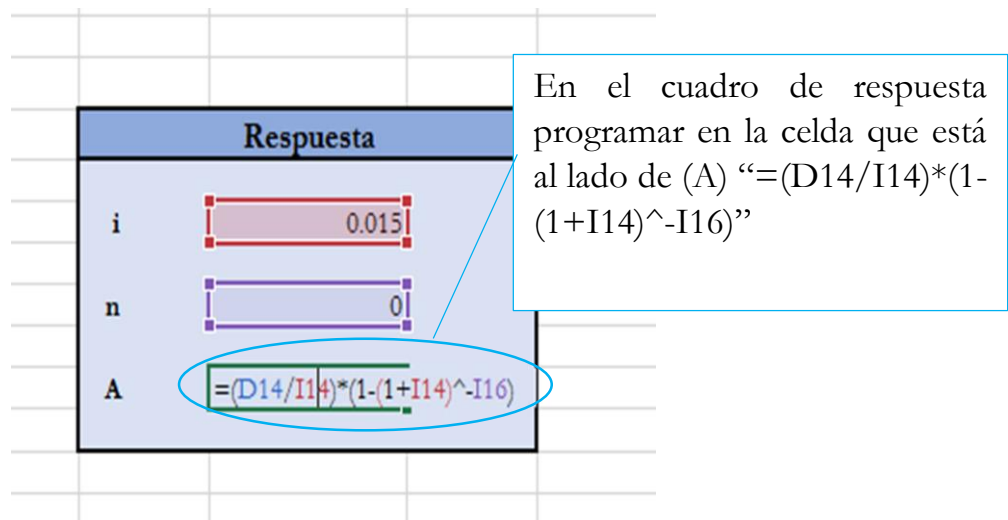 Respuesta
i 0.015
n 0
A =(D14/I14)*(1-(1+I14)^-I16)
En el cuadro de respuesta
programar en la celda que está
al lado de (A) “=(D14/I14)*(1-
(1+I14)^-I16)”